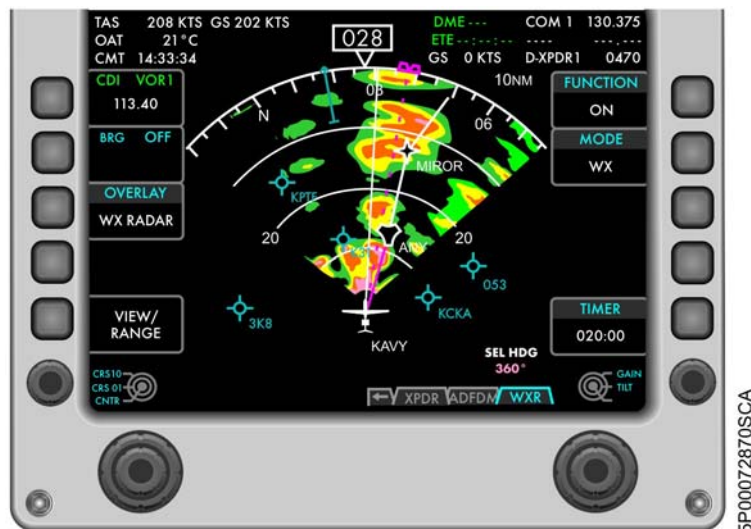 TAS 208 KTS GS 202 KTS
OAT 21°C
CMT 14:33:34
028
DME ---
ETE --:--:--
GS 0 KTS
COM 1 130.375
---- ---.---
D-XPDR1 0470
CDI VOR1
113.40
BRG OFF
OVERLAY
WX RADAR
VIEW/
RANGE
10NM
FUNCTION
ON
MODE
WX
TIMER
020:00
N
03
06
MIROR
KPTF
20
20
ARY
053
3K8
KCKA
KAVY
SEL HDG
360°
CRS10
CRS 01
CNTR
XPDR
ADFDM
WXR
GAIN
TILT